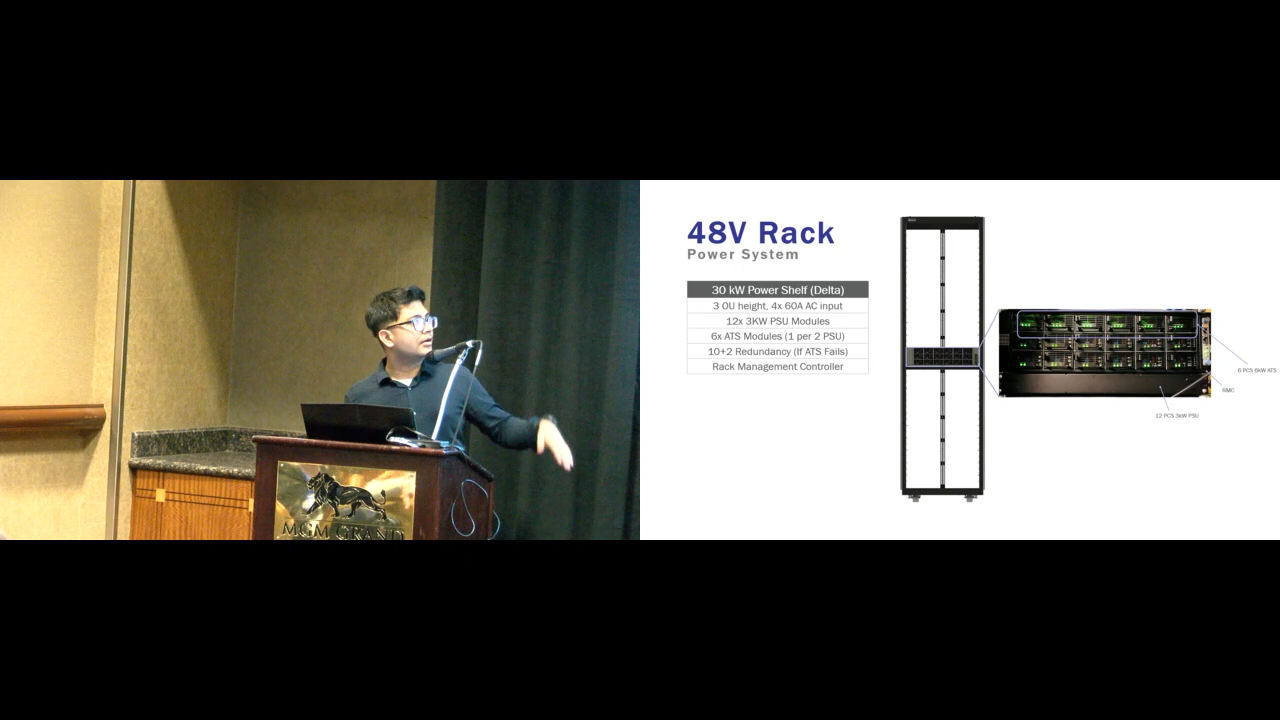 MGM GRAND
48V Rack
Power System
30 kW Power Shelf (Delta)
3 OU height, 4x 60A AC input
12x 3KW PSU Modules
6x ATS Modules (1 per 2 PSU)
10+2 Redundancy (If ATS Fails)
Rack Management Controller
6 PCS 6kW ATS
RMC
12 PCS 3kW PSU